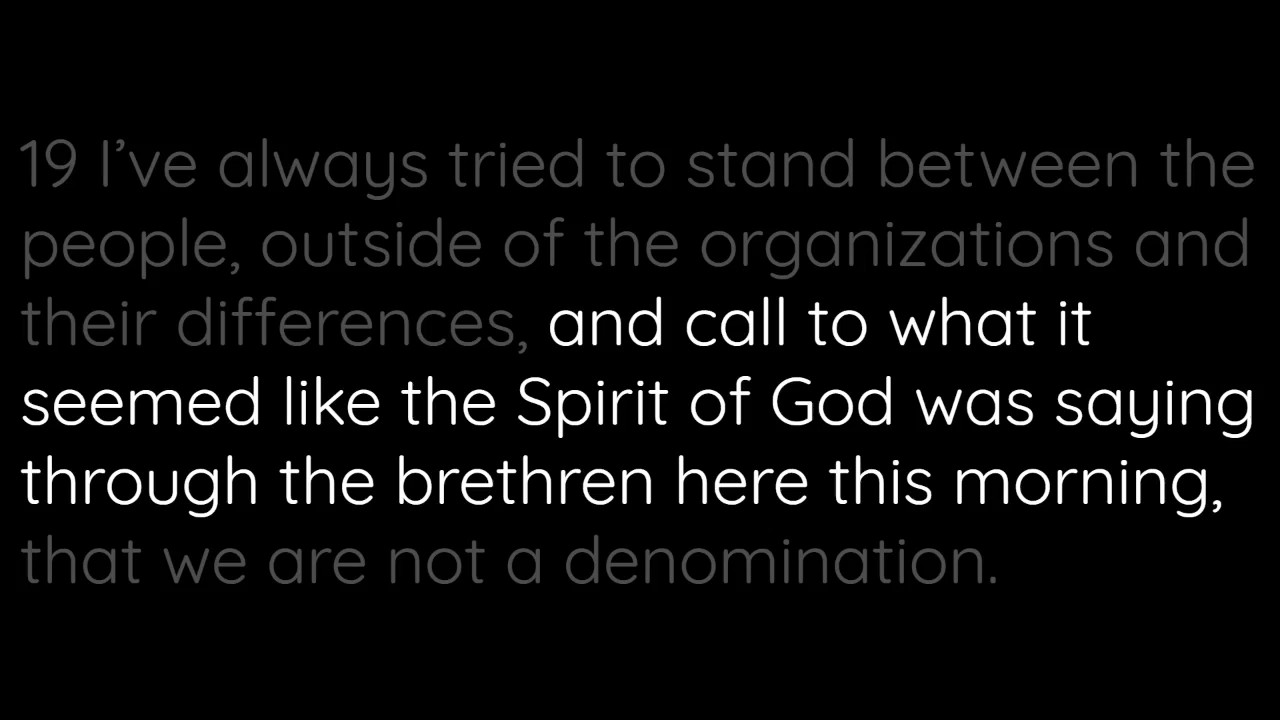 19 I’ve always tried to stand between the
people, outside of the organizations and
their differences, and call to what it
seemed like the Spirit of God was saying
through the brethren here this morning,
that we are not a denomination.